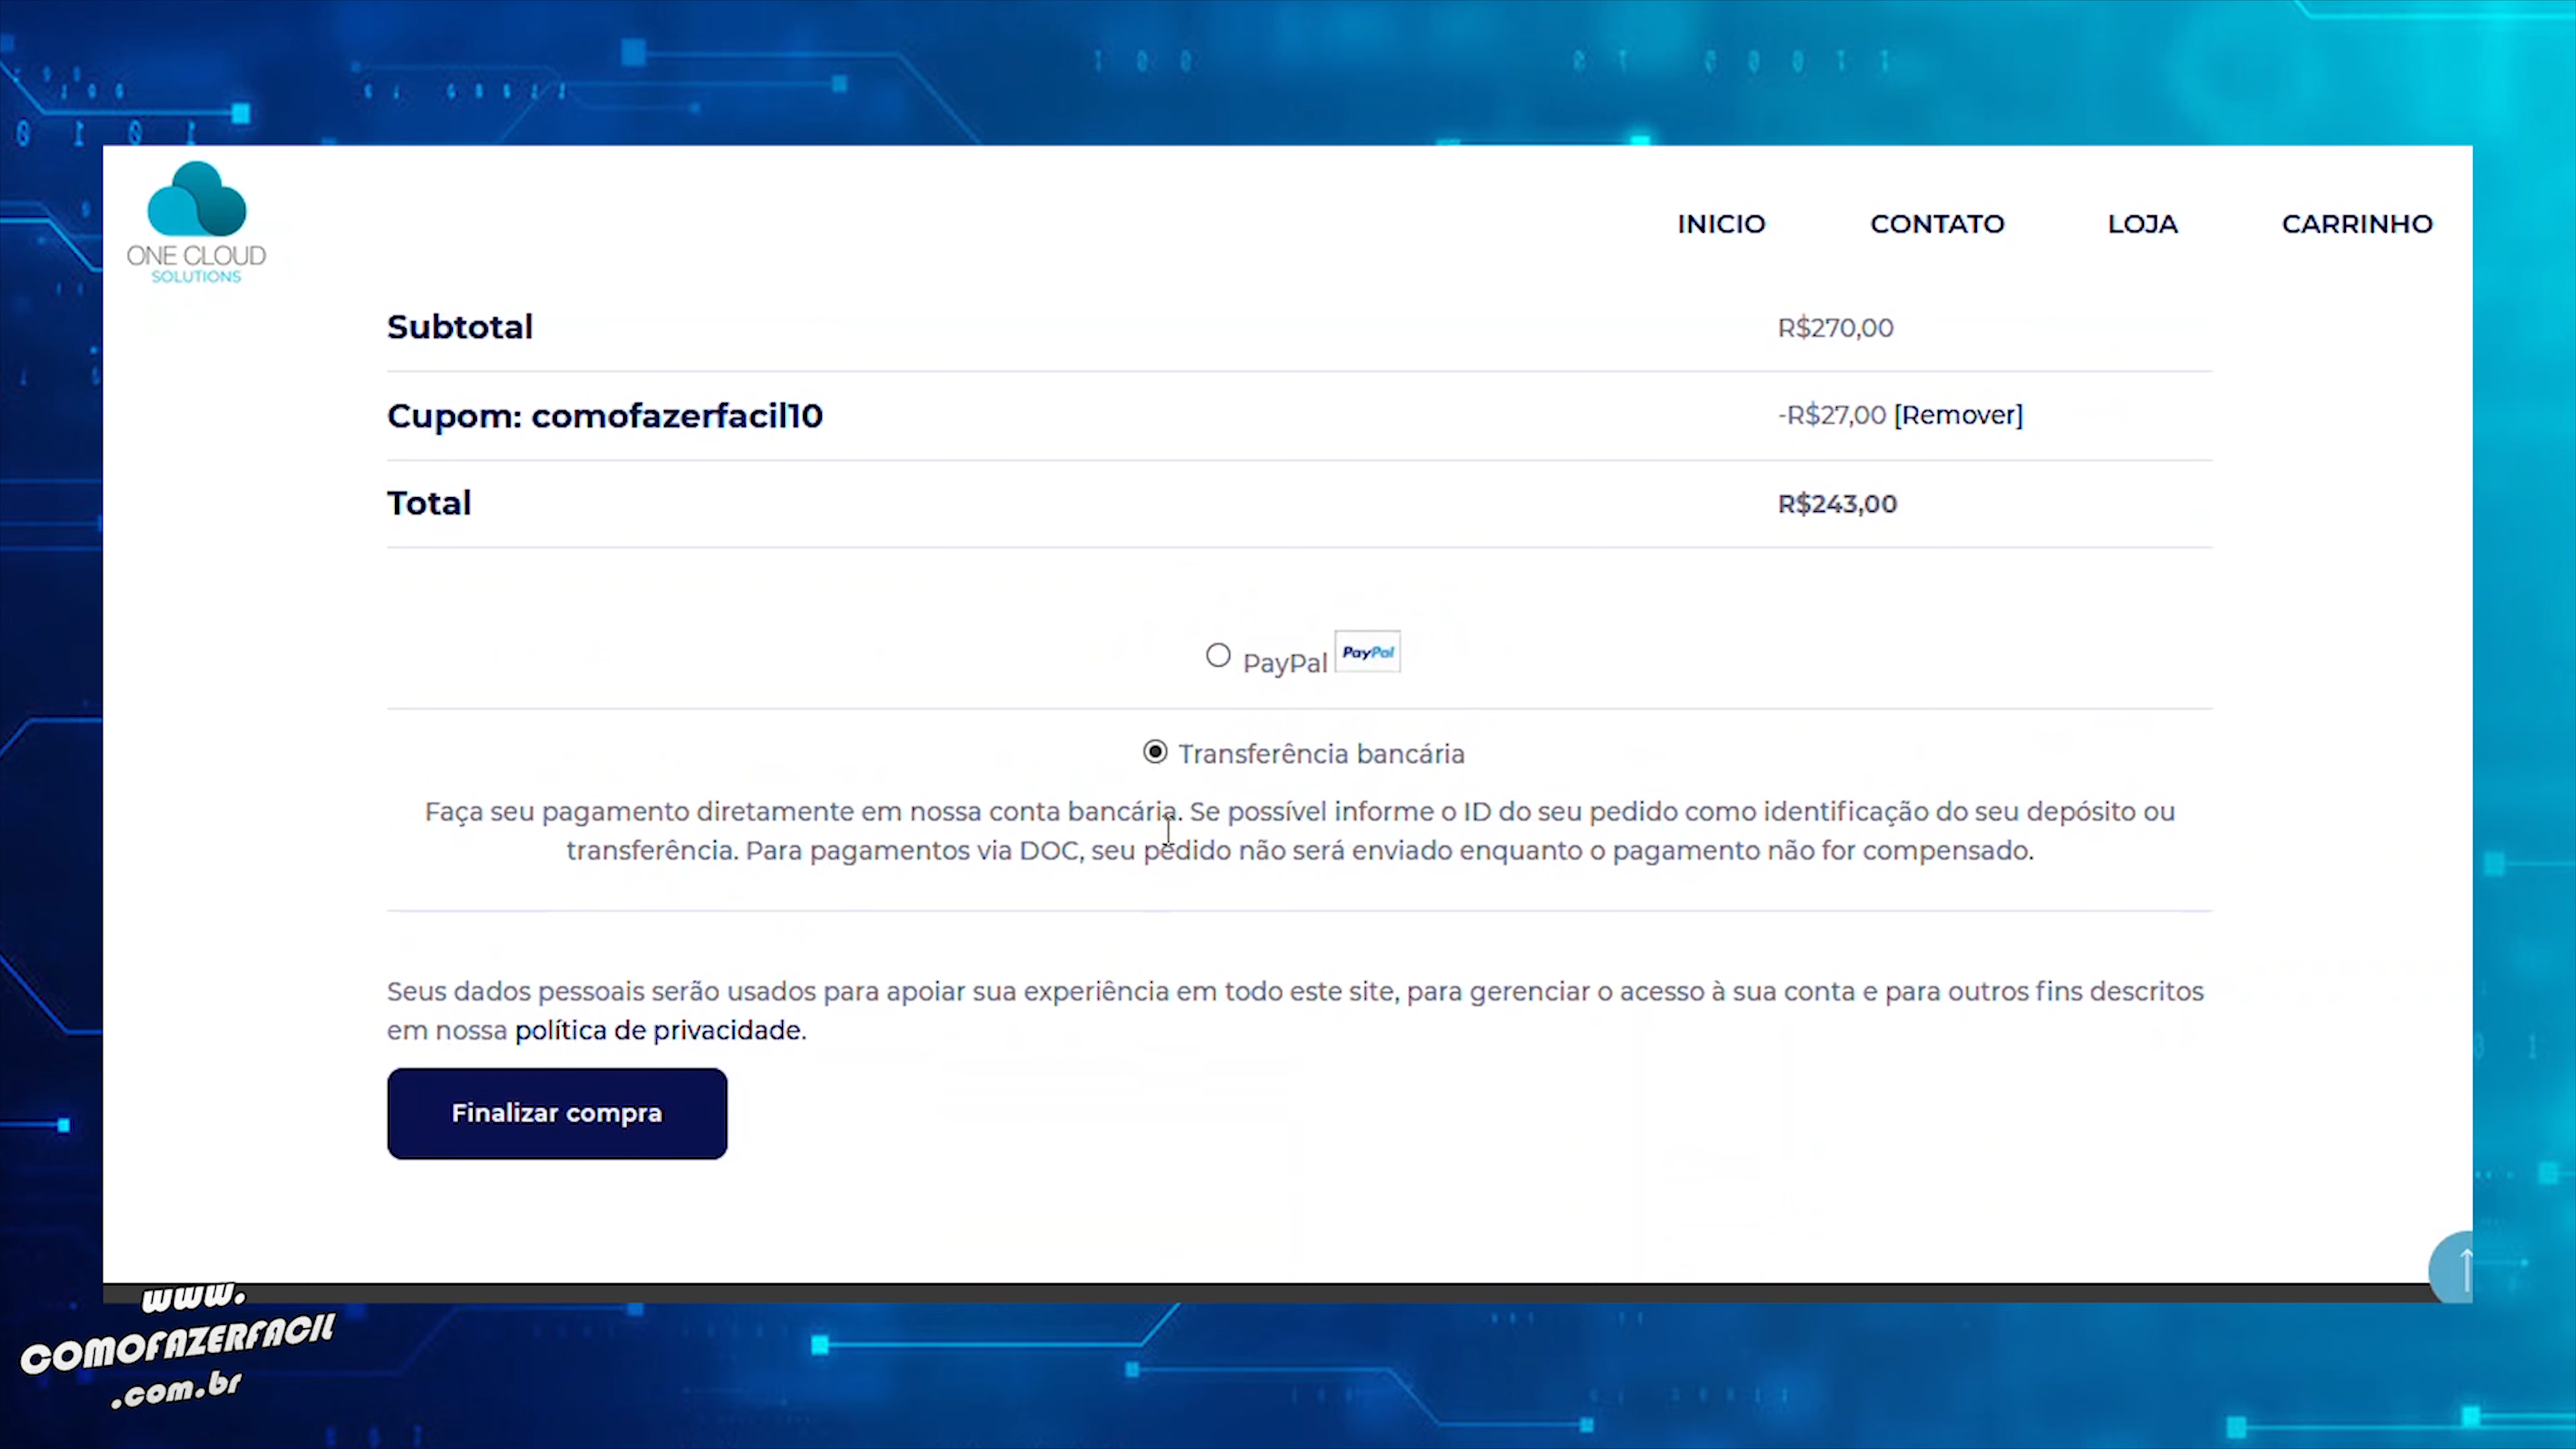 ONE CLOUD
SOLUTIONS
INICIO CONTATO LOJA CARRINHO
Subtotal R$270,00
Cupom: comofazerfacil10 -R$27,00 [Remover]
Total R$243,00
PayPal PayPal
Transferência bancária
Faça seu pagamento diretamente em nossa conta bancária. Se possível informe o ID do seu pedido como identificação do seu depósito ou
transferência. Para pagamentos via DOC, seu pedido não será enviado enquanto o pagamento não for compensado.
Seus dados pessoais serão usados para apoiar sua experiência em todo este site, para gerenciar o acesso à sua conta e para outros fins descritos
em nossa política de privacidade.
Finalizar compra
www.
COMOFAZERFACIL
.com.br